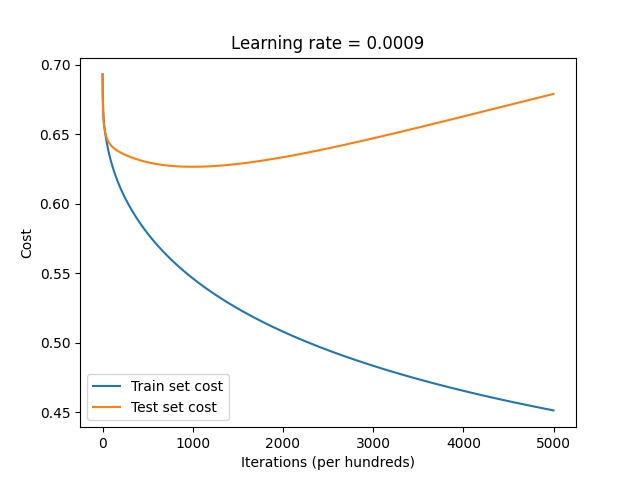 Learning rate = 0.0009
0.70
0.65
0.60
0.55
0.50
0.45
Cost
Train set cost
Test set cost
0 1000 2000 3000 4000 5000
Iterations (per hundreds)